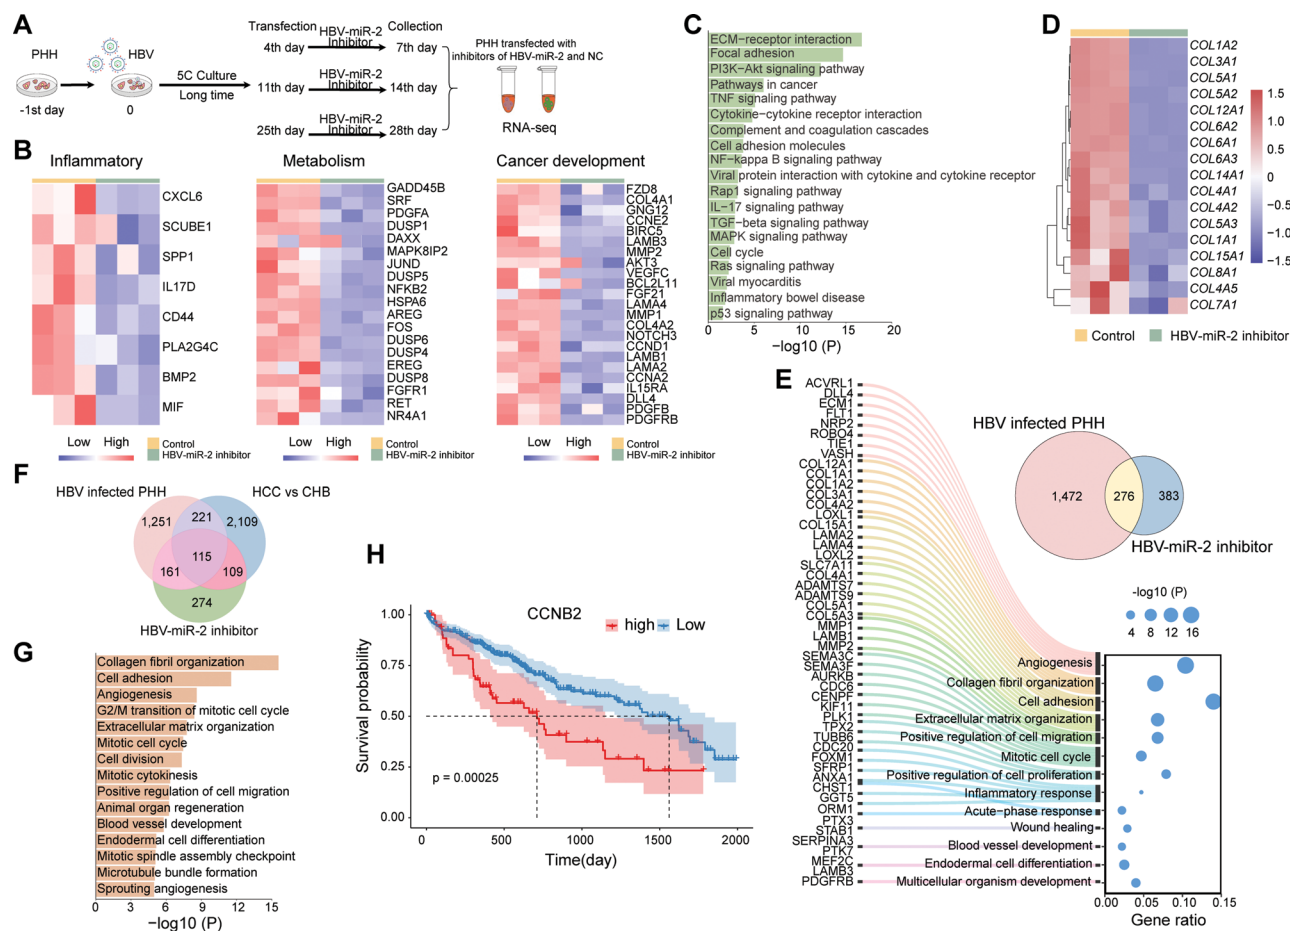 A
PHH
HBV
-1st day
0
5C Culture
Long time
Transfection
HBV-miR-2
Inhibitor
Collection
4th day
7th day
HBV-miR-2
Inhibitor
11th day
14th day
HBV-miR-2
Inhibitor
25th day
28th day
PHH transfected with
inhibitors of HBV-miR-2 and NC
RNA-seq
B
Inflammatory
CXCL6
SCUBE1
SPP1
IL17D
CD44
PLA2G4C
BMP2
MIF
Low High
Control
HBV-miR-2 inhibitor
Metabolism
GADD45B
SRF
PDGFA
DUSP1
DAXX
MAPK8IP2
JUND
DUSP5
NFKB2
HSPA6
AREG
FOS
DUSP6
DUSP4
EREG
DUSP8
FGFR1
RET
NR4A1
Low High
Control
HBV-miR-2 inhibitor
Cancer development
FZD8
COL4A1
GNG12
CCNE2
BIRC5
LAMB3
MMP2
AKT3
VEGFC
BCL2L11
FGF21
LAMA4
MMP1
COL4A2
NOTCH3
CCND1
LAMB1
LAMA2
CCNA2
IL15RA
DLL4
PDGFB
PDGFRB
Low High
Control
HBV-miR-2 inhibitor
C
ECM−receptor interaction
Focal adhesion
PI3K−Akt signaling pathway
Pathways in cancer
TNF signaling pathway
Cytokine−cytokine receptor interaction
Complement and coagulation cascades
Cell adhesion molecules
NF−kappa B signaling pathway
Viral protein interaction with cytokine and cytokine receptor
Rap1 signaling pathway
IL−17 signaling pathway
TGF−beta signaling pathway
MAPK signaling pathway
Cell cycle
Ras signaling pathway
Viral myocarditis
Inflammatory bowel disease
p53 signaling pathway
0 5 10 15 20
−log10 (P)
D
COL1A2
COL3A1
COL5A1
COL5A2
COL12A1
COL6A2
COL6A1
COL6A3
COL14A1
COL4A1
COL4A2
COL5A3
COL1A1
COL15A1
COL8A1
COL4A5
COL7A1
1.5
1.0
0.5
0
−0.5
−1.0
−1.5
Control
HBV-miR-2 inhibitor
E
ACVRL1
DLL4
ECM1
FLT1
NRP2
ROBO4
TIE1
VASH
COL12A1
COL1A1
COL1A2
COL3A1
COL4A2
LOXL1
COL15A1
LAMA2
LAMA4
LOXL2
SLC7A11
COL4A1
ADAMTS7
ADAMTS9
COL5A1
COL5A3
MMP1
LAMB1
MMP2
SEMA3C
SEMA3F
AURKB
CDC6
CENPF
KIF11
PLK1
TPX2
TUBB6
CDC20
FOXM1
SFRP1
ANXA1
CHST1
GGT5
ORM1
PTX3
STAB1
SERPINA3
PTK7
MEF2C
LAMB3
PDGFRB
HBV infected PHH
1,472
276
383
HBV-miR-2 inhibitor
-log10 (P)
4 8 12 16
Angiogenesis
Collagen fibril organization
Cell adhesion
Extracellular matrix organization
Positive regulation of cell migration
Mitotic cell cycle
Positive regulation of cell proliferation
Inflammatory response
Acute-phase response
Wound healing
Blood vessel development
Endodermal cell differentiation
Multicellular organism development
0.00 0.05 0.10 0.15
Gene ratio
F
HBV infected PHH
HCC vs CHB
1,251
221
2,109
115
161
109
274
HBV-miR-2 inhibitor
G
Collagen fibril organization
Cell adhesion
Angiogenesis
G2/M transition of mitotic cell cycle
Extracellular matrix organization
Mitotic cell cycle
Cell division
Mitotic cytokinesis
Positive regulation of cell migration
Animal organ regeneration
Blood vessel development
Endodermal cell differentiation
Mitotic spindle assembly checkpoint
Microtubule bundle formation
Sprouting angiogenesis
0 3 6 9 12 15
−log10 (P)
H
CCNB2
high
Low
Survival probability
1.00
0.75
0.50
0.25
0.00
p = 0.00025
0 500 1000 1500 2000
Time(day)